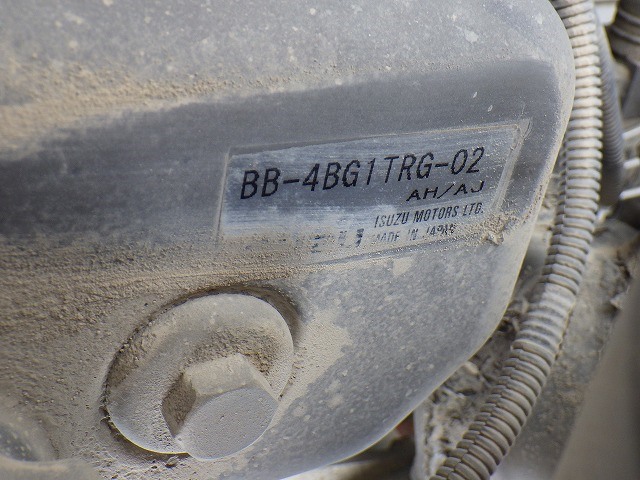 BB-4BG1TRG-02
AH/AJ
ISUZU MOTORS LTD.
MADE IN JAPAN